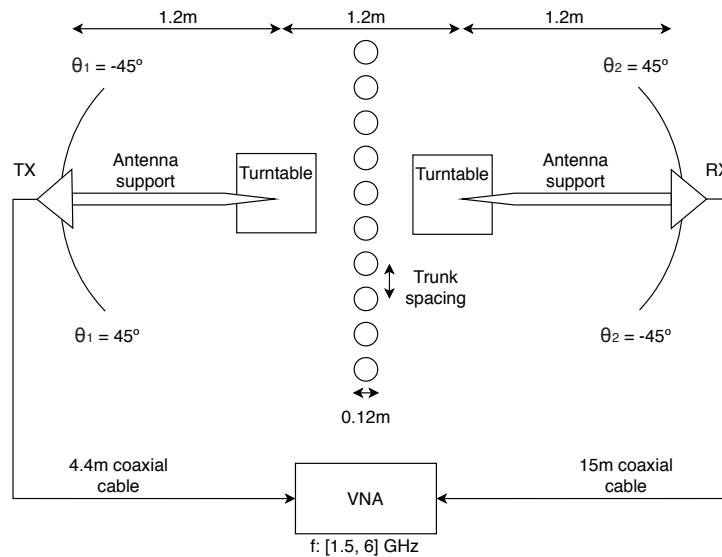 1.2m 1.2m 1.2m
θ1 = -45º θ2 = 45º
TX Antenna support Turntable Turntable Antenna support RX
Trunk
spacing
θ1 = 45º θ2 = -45º
0.12m
4.4m coaxial
cable
VNA
15m coaxial
cable
f: [1.5, 6] GHz